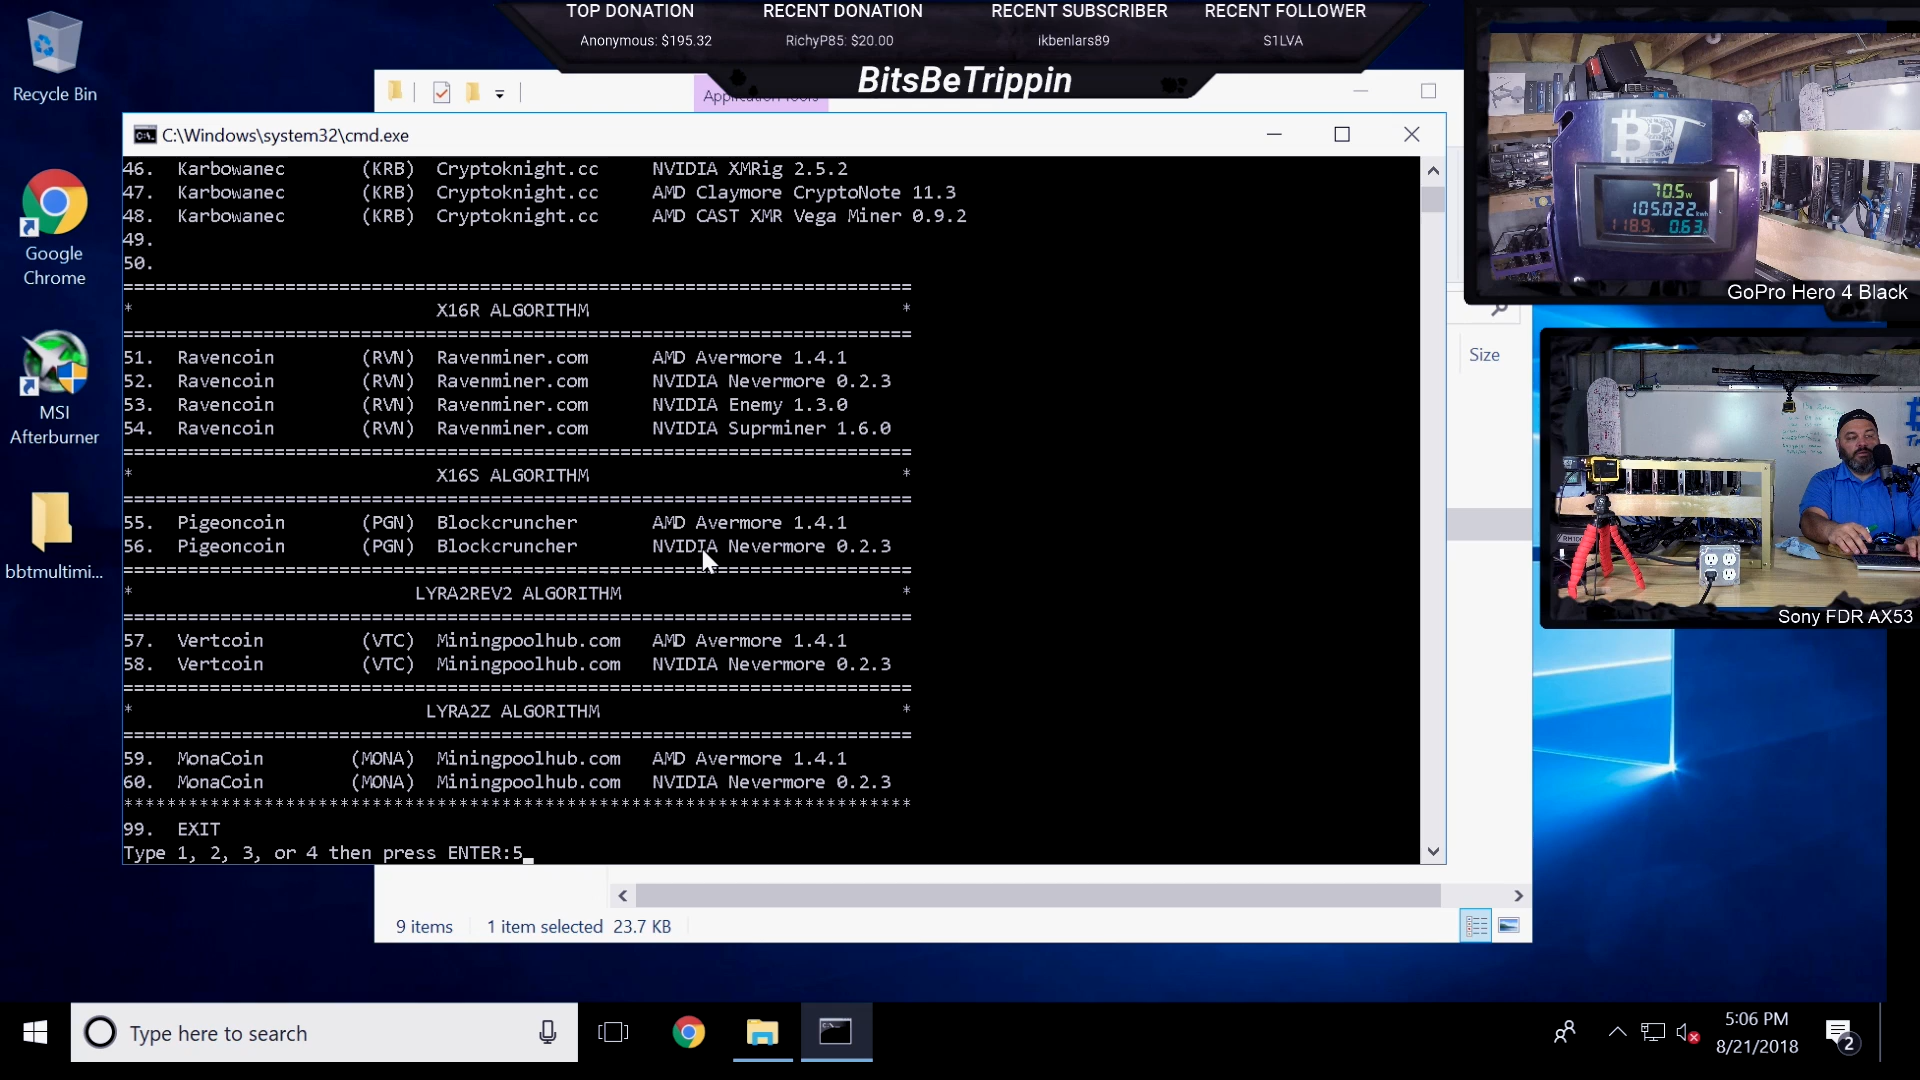 TOP DONATION
RECENT DONATION
RECENT SUBSCRIBER
RECENT FOLLOWER
Anonymous: $195.32
RichyP85: $20.00
ikbenlars89
S1LVA
BitsBeTrippin
Recycle Bin
Google
Chrome
MSI
Afterburner
bbtmultimi...
C:\Windows\system32\cmd.exe
46. Karbowanec (KRB) Cryptoknight.cc NVIDIA XMRig 2.5.2
47. Karbowanec (KRB) Cryptoknight.cc AMD Claymore CryptoNote 11.3
48. Karbowanec (KRB) Cryptoknight.cc AMD CAST XMR Vega Miner 0.9.2
49.
50.
=========================================================================
* X16R ALGORITHM *
=========================================================================
51. Ravencoin (RVN) Ravenminer.com AMD Avermore 1.4.1
52. Ravencoin (RVN) Ravenminer.com NVIDIA Nevermore 0.2.3
53. Ravencoin (RVN) Ravenminer.com NVIDIA Enemy 1.3.0
54. Ravencoin (RVN) Ravenminer.com NVIDIA Suprminer 1.6.0
=========================================================================
* X16S ALGORITHM *
=========================================================================
55. Pigeoncoin (PGN) Blockcruncher AMD Avermore 1.4.1
56. Pigeoncoin (PGN) Blockcruncher NVIDIA Nevermore 0.2.3
=========================================================================
* LYRA2REV2 ALGORITHM *
=========================================================================
57. Vertcoin (VTC) Miningpoolhub.com AMD Avermore 1.4.1
58. Vertcoin (VTC) Miningpoolhub.com NVIDIA Nevermore 0.2.3
=========================================================================
* LYRA2Z ALGORITHM *
=========================================================================
59. MonaCoin (MONA) Miningpoolhub.com AMD Avermore 1.4.1
60. MonaCoin (MONA) Miningpoolhub.com NVIDIA Nevermore 0.2.3
*************************************************************************
99. EXIT
Type 1, 2, 3, or 4 then press ENTER:5_
Size
9 items 1 item selected 23.7 KB
70.5w
105.022kwh
118.9v 0.63A
GoPro Hero 4 Black
Sony FDR AX53
Type here to search
5:06 PM
8/21/2018
2